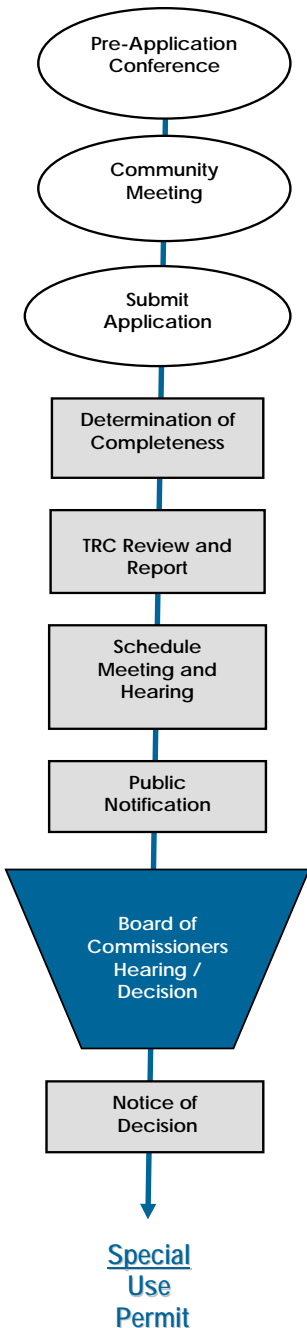 Pre-Application
Conference
Community
Meeting
Submit
Application
Determination of
Completeness
TRC Review and
Report
Schedule
Meeting and
Hearing
Public
Notification
Board of
Commissioners
Hearing /
Decision
Notice of
Decision
Special
Use
Permit